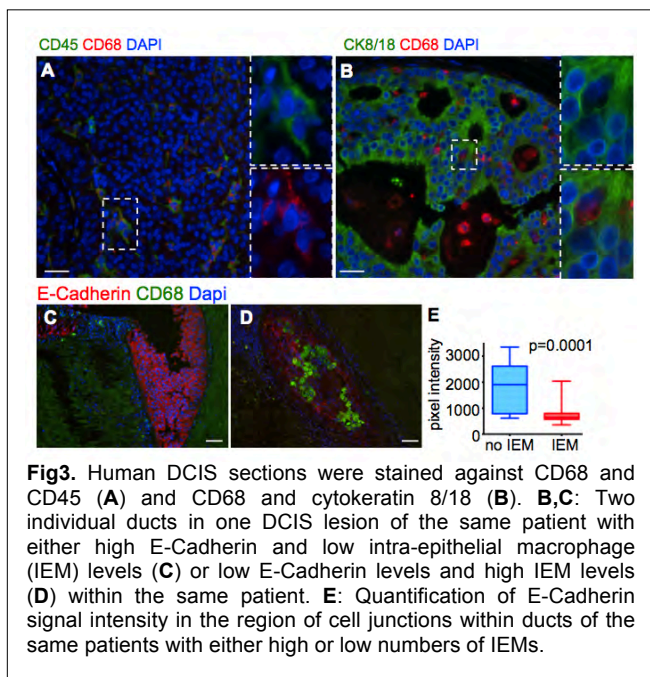 CD45 CD68 DAPI
CK8/18 CD68 DAPI
A
B
E-Cadherin CD68 Dapi
C
D
E
p=0.0001
3000
2000
1000
0
pixel intensity
no IEM
IEM
Fig3. Human DCIS sections were stained against CD68 and
CD45 (A) and CD68 and cytokeratin 8/18 (B). B,C: Two
individual ducts in one DCIS lesion of the same patient with
either high E-Cadherin and low intra-epithelial macrophage
(IEM) levels (C) or low E-Cadherin levels and high IEM levels
(D) within the same patient. E: Quantification of E-Cadherin
signal intensity in the region of cell junctions within ducts of the
same patients with either high or low numbers of IEMs.